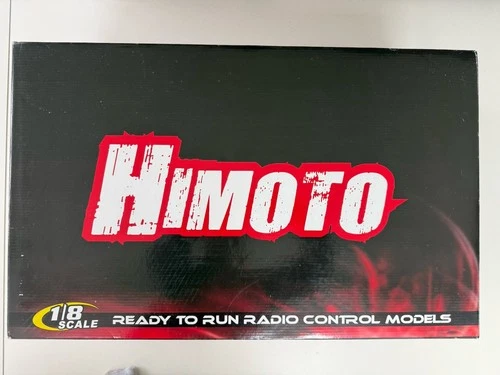 HIMOTO
1/8
SCALE
READY TO RUN RADIO CONTROL MODELS